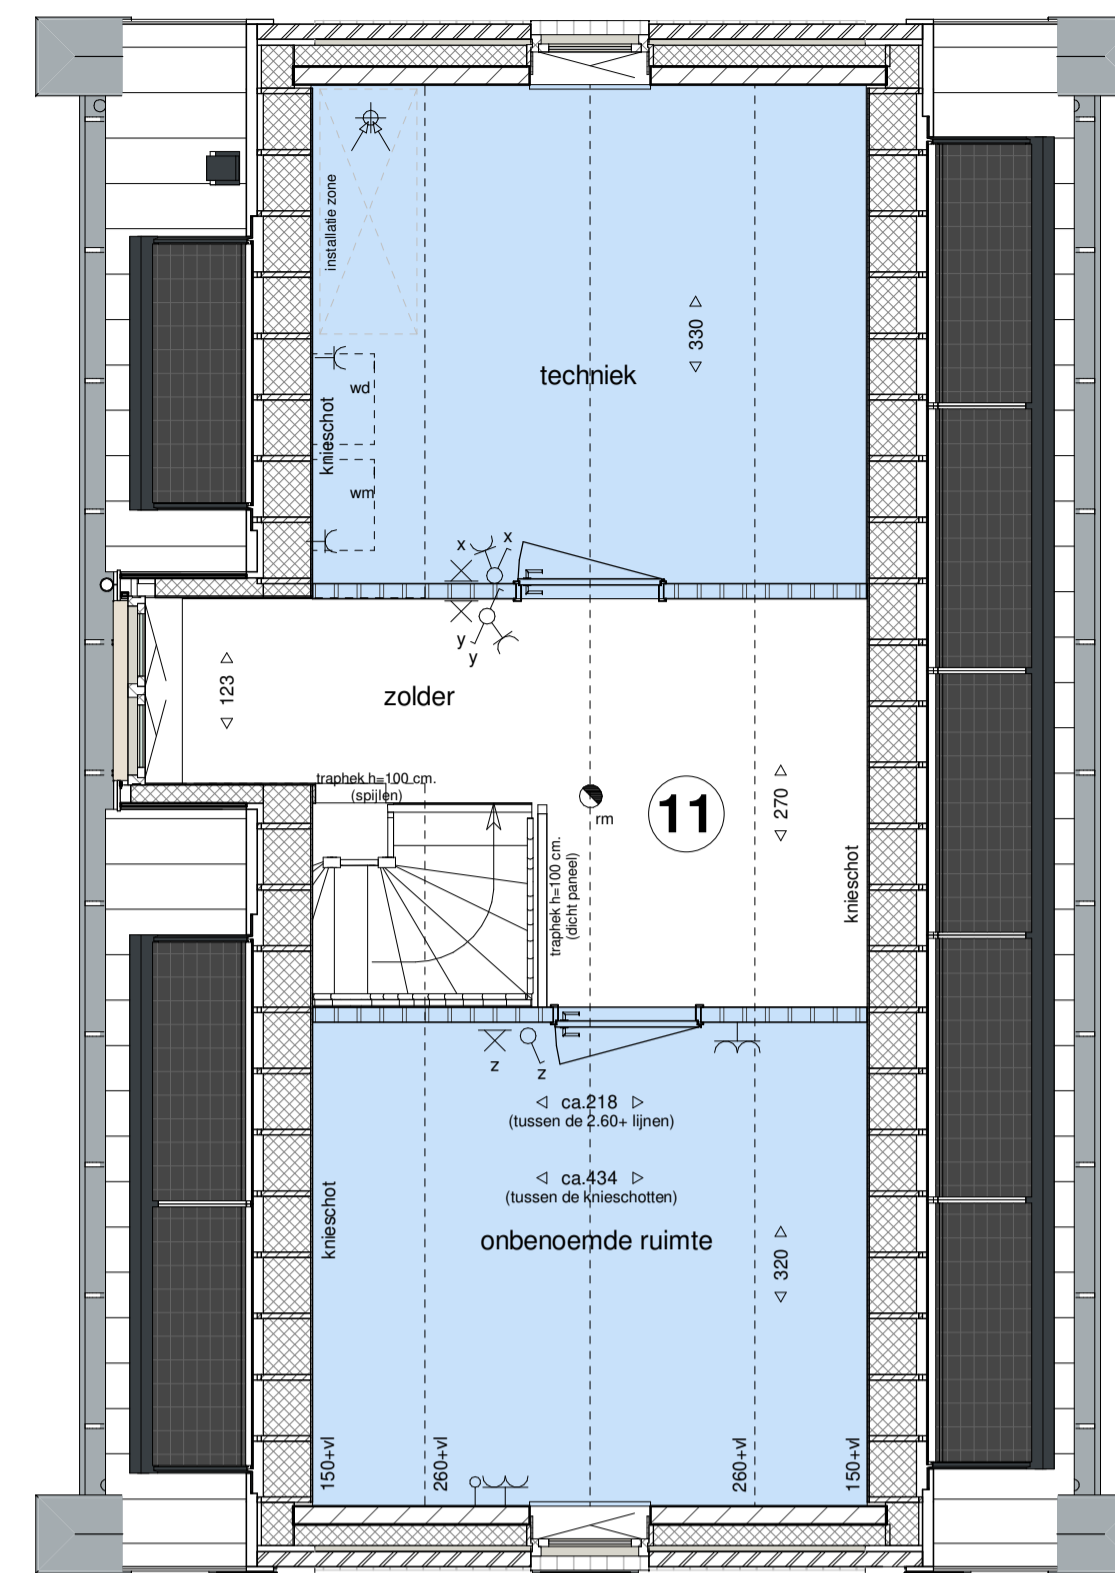 installatie zone
330
techniek
wd
knieschot
wm
x
x
y
y
123
zolder
traphek h=100 cm.
(spijlen)
rm
11
270
traphek h=100 cm.
(dicht paneel)
knieschot
z
z
ca.218
(tussen de 2.60+ lijnen)
ca.434
(tussen de knieschotten)
knieschot
onbenoemde ruimte
320
150+vl
260+vl
260+vl
150+vl